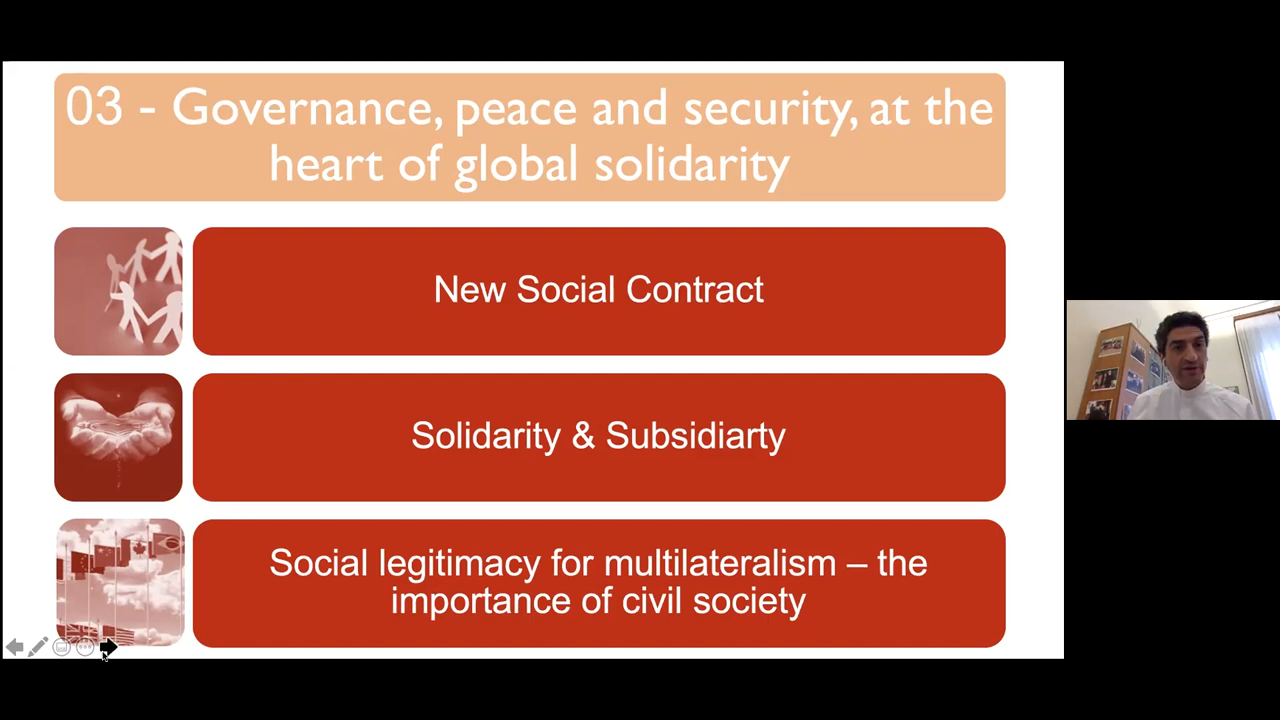 03 - Governance, peace and security, at the
heart of global solidarity
New Social Contract
Solidarity & Subsidiarty
Social legitimacy for multilateralism – the
importance of civil society